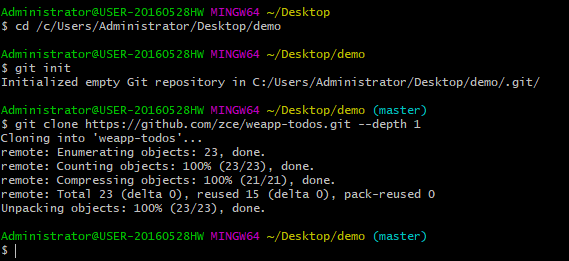 Administrator@USER-20160528HW MINGW64 ~/Desktop
$ cd /c/Users/Administrator/Desktop/demo
Administrator@USER-20160528HW MINGW64 ~/Desktop/demo
$ git init
Initialized empty Git repository in C:/Users/Administrator/Desktop/demo/.git/
Administrator@USER-20160528HW MINGW64 ~/Desktop/demo (master)
$ git clone https://github.com/zce/weapp-todos.git --depth 1
Cloning into 'weapp-todos'...
remote: Enumerating objects: 23, done.
remote: Counting objects: 100% (23/23), done.
remote: Compressing objects: 100% (21/21), done.
remote: Total 23 (delta 0), reused 15 (delta 0), pack-reused 0
Unpacking objects: 100% (23/23), done.
Administrator@USER-20160528HW MINGW64 ~/Desktop/demo (master)
$